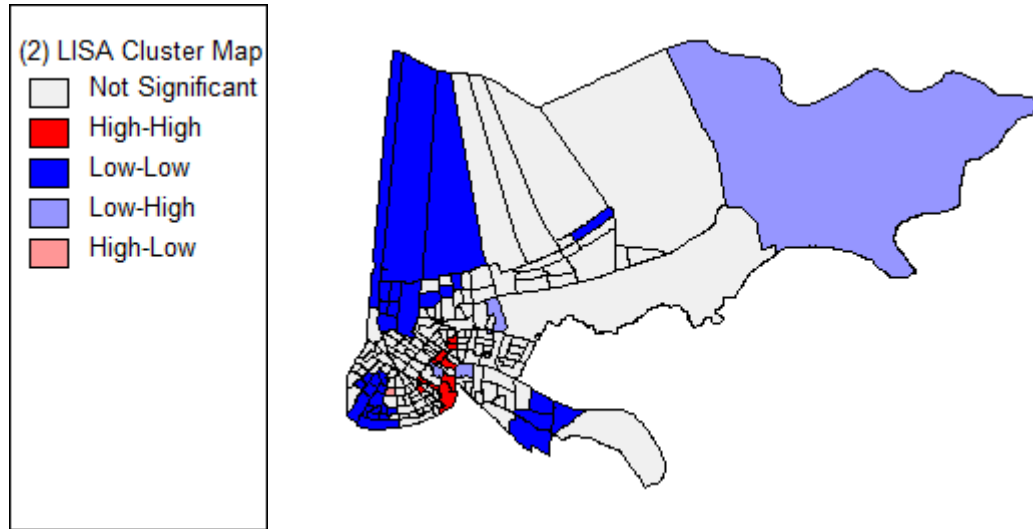 (2) LISA Cluster Map
Not Significant
High-High
Low-Low
Low-High
High-Low